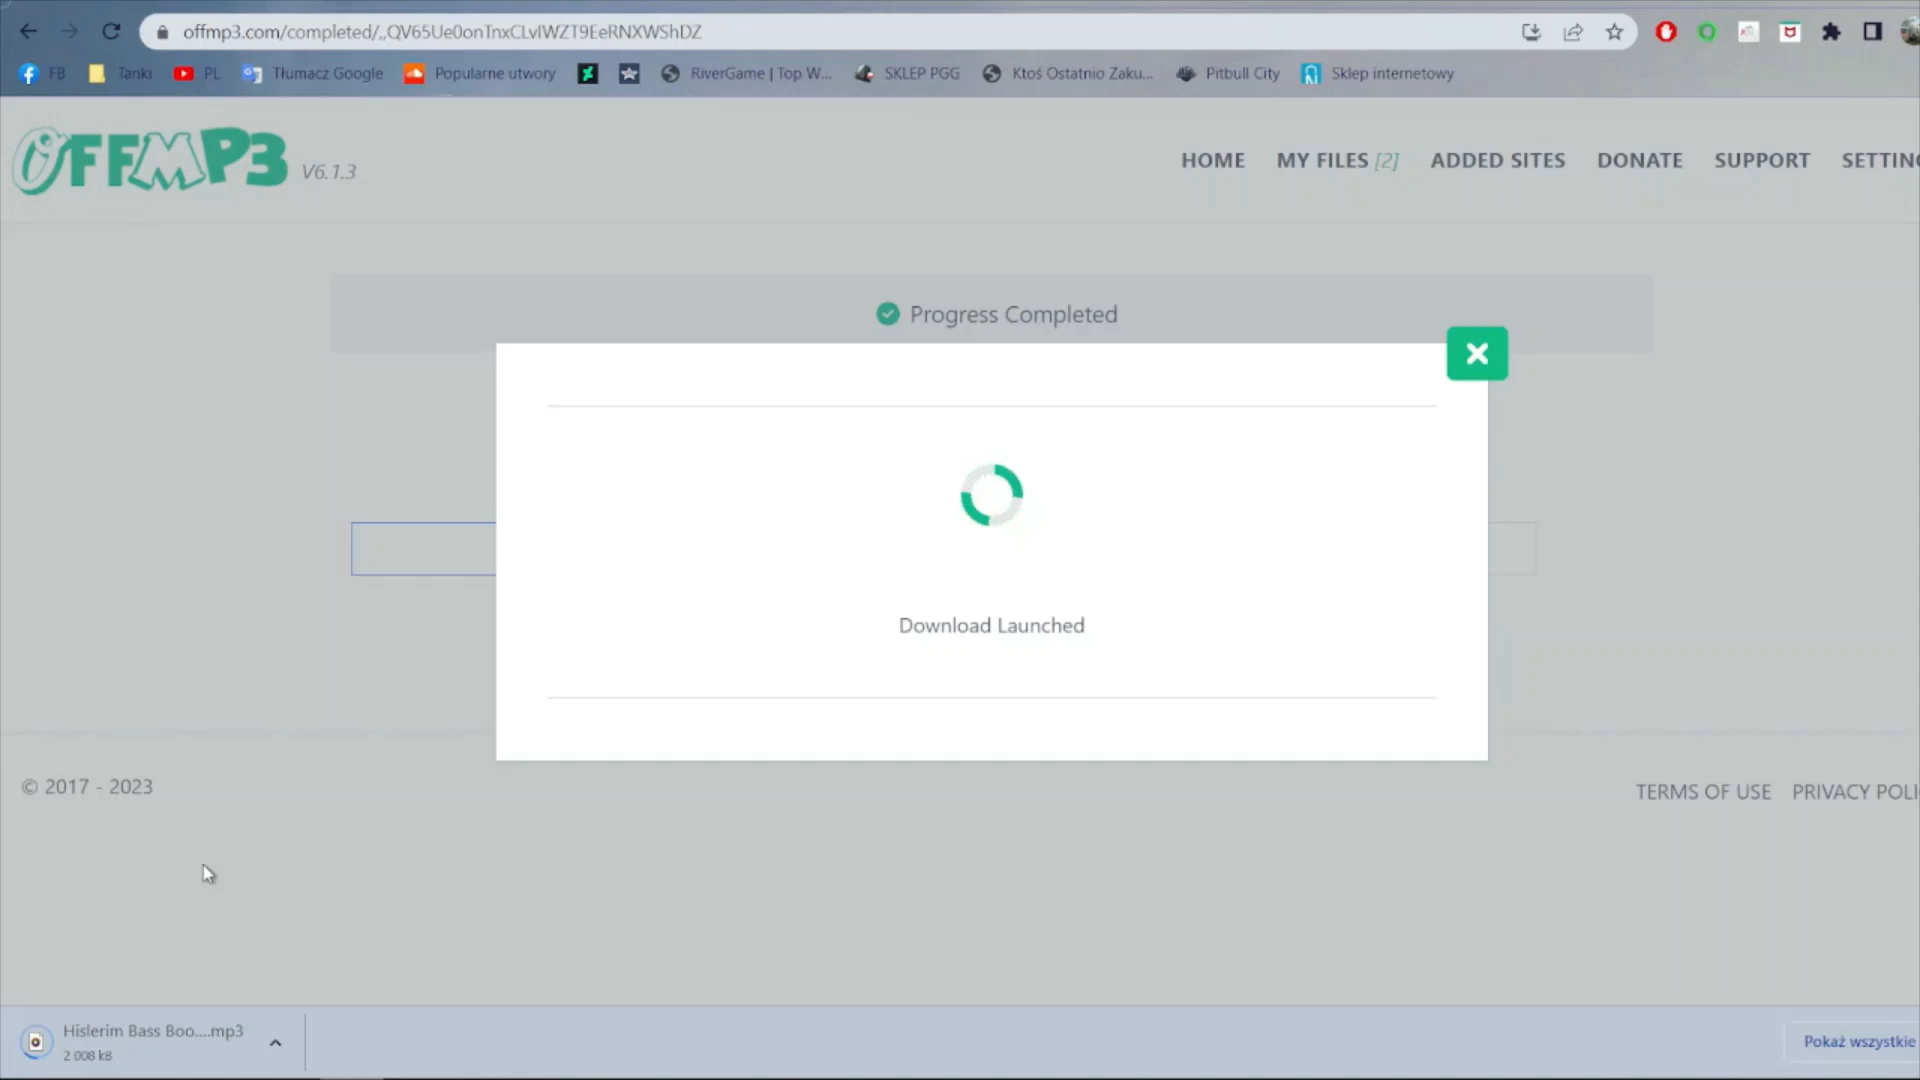 offmp3.com/completed/,,QV65Ue0onTnxCLvIWZT9EeRNXWShDZ
FB Tanki PL Tłumacz Google Popularne utwory RiverGame | Top W... SKLEP PGG Ktoś Ostatnio Zaku... Pitbull City Sklep internetowy
OFFMP3 V6.1.3
HOME MY FILES [2] ADDED SITES DONATE SUPPORT SETTING
Progress Completed
Download Launched
© 2017 - 2023
TERMS OF USE PRIVACY POLI
Hislerim Bass Boo....mp3
2 008 kB
Pokaż wszystkie